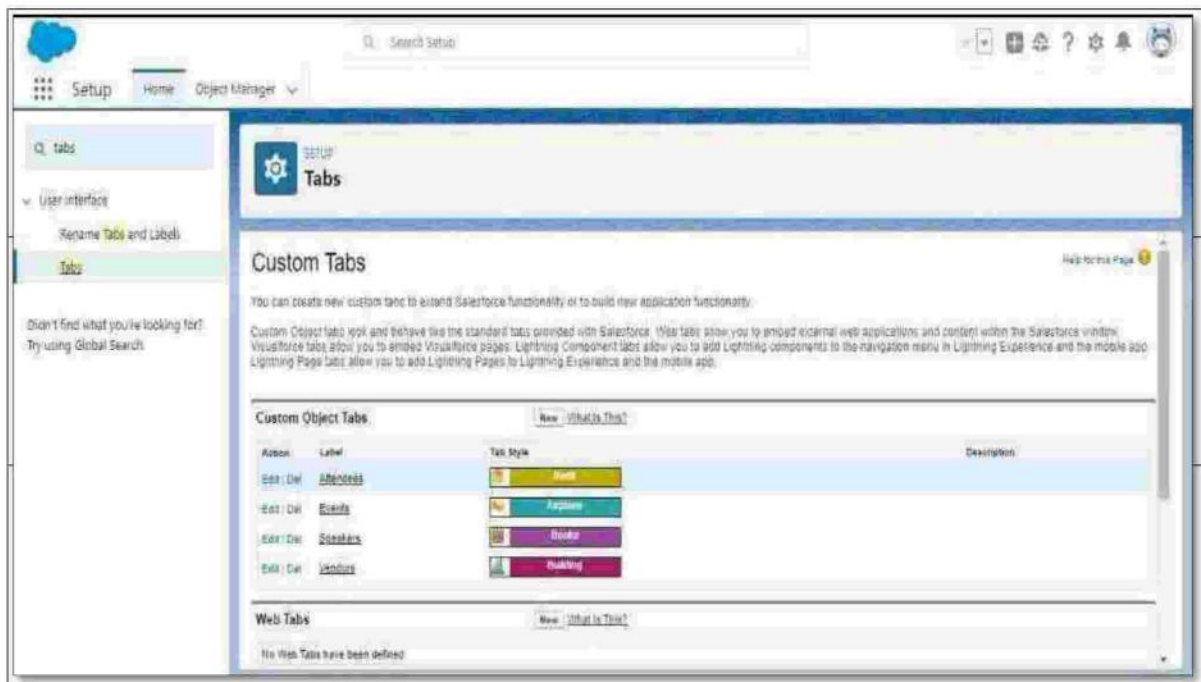 Search Setup
Setup Home Object Manager
tabs
User Interface
Rename Tabs and Labels
Tabs
Didn't find what you're looking for?
Try using Global Search.
SETUP
Tabs
Custom Tabs
Help for this Page
You can create new custom tabs to extend Salesforce functionality or to build new application functionality.
Custom Object tabs look and behave like the standard tabs provided with Salesforce. Web tabs allow you to embed external web applications and content within the Salesforce window.
Visualforce tabs allow you to embed Visualforce pages. Lightning Component tabs allow you to add Lightning components to the navigation menu in Lightning Experience and the mobile app.
Lightning Page tabs allow you to add Lightning Pages to Lightning Experience and the mobile app.
Custom Object Tabs New What Is This?
Action Label Tab Style Description
Edit | Del Attendees
Edit | Del Events Airplane
Edit | Del Speakers Books
Edit | Del Vendors Building
Web Tabs New What Is This?
No Web Tabs have been defined